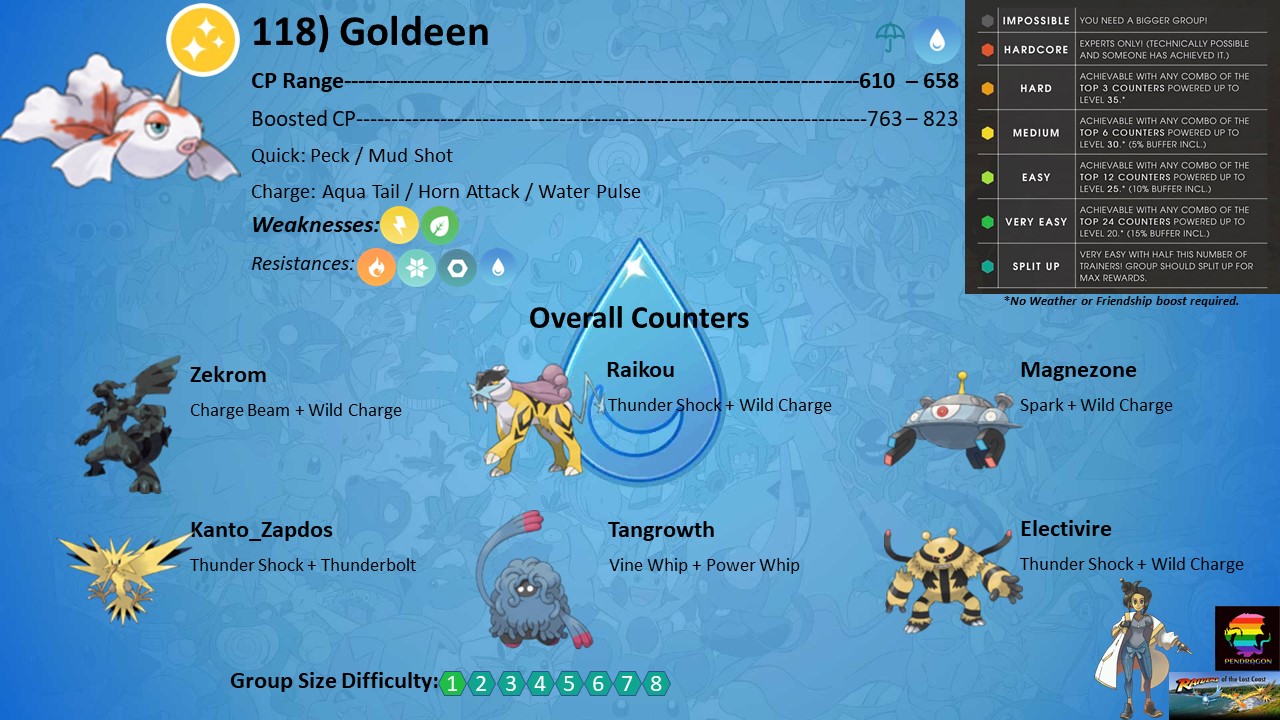 118) Goldeen
CP Range-----------------------------------------------------------------------------610 – 658
Boosted CP---------------------------------------------------------------------------763 – 823
Quick: Peck / Mud Shot
Charge: Aqua Tail / Horn Attack / Water Pulse
Weaknesses:
Resistances:
IMPOSSIBLE YOU NEED A BIGGER GROUP!
HARDCORE EXPERTS ONLY! (TECHNICALLY POSSIBLE
AND SOMEONE HAS ACHIEVED IT.)
HARD ACHIEVABLE WITH ANY COMBO OF THE
TOP 3 COUNTERS POWERED UP TO
LEVEL 35.*
MEDIUM ACHIEVABLE WITH ANY COMBO OF THE
TOP 6 COUNTERS POWERED UP TO
LEVEL 30.* (5% BUFFER INCL.)
EASY ACHIEVABLE WITH ANY COMBO OF THE
TOP 12 COUNTERS POWERED UP TO
LEVEL 25.* (10% BUFFER INCL.)
VERY EASY ACHIEVABLE WITH ANY COMBO OF THE
TOP 24 COUNTERS POWERED UP TO
LEVEL 20.* (15% BUFFER INCL.)
SPLIT UP VERY EASY WITH HALF THIS NUMBER OF
TRAINERS! GROUP SHOULD SPLIT UP FOR
MAX REWARDS.
*No Weather or Friendship boost required.
Overall Counters
Zekrom
Charge Beam + Wild Charge
Raikou
Thunder Shock + Wild Charge
Magnezone
Spark + Wild Charge
Kanto_Zapdos
Thunder Shock + Thunderbolt
Tangrowth
Vine Whip + Power Whip
Electivire
Thunder Shock + Wild Charge
Group Size Difficulty: 1 2 3 4 5 6 7 8
PENDRAGON
RAIDERS of the Lost Coast